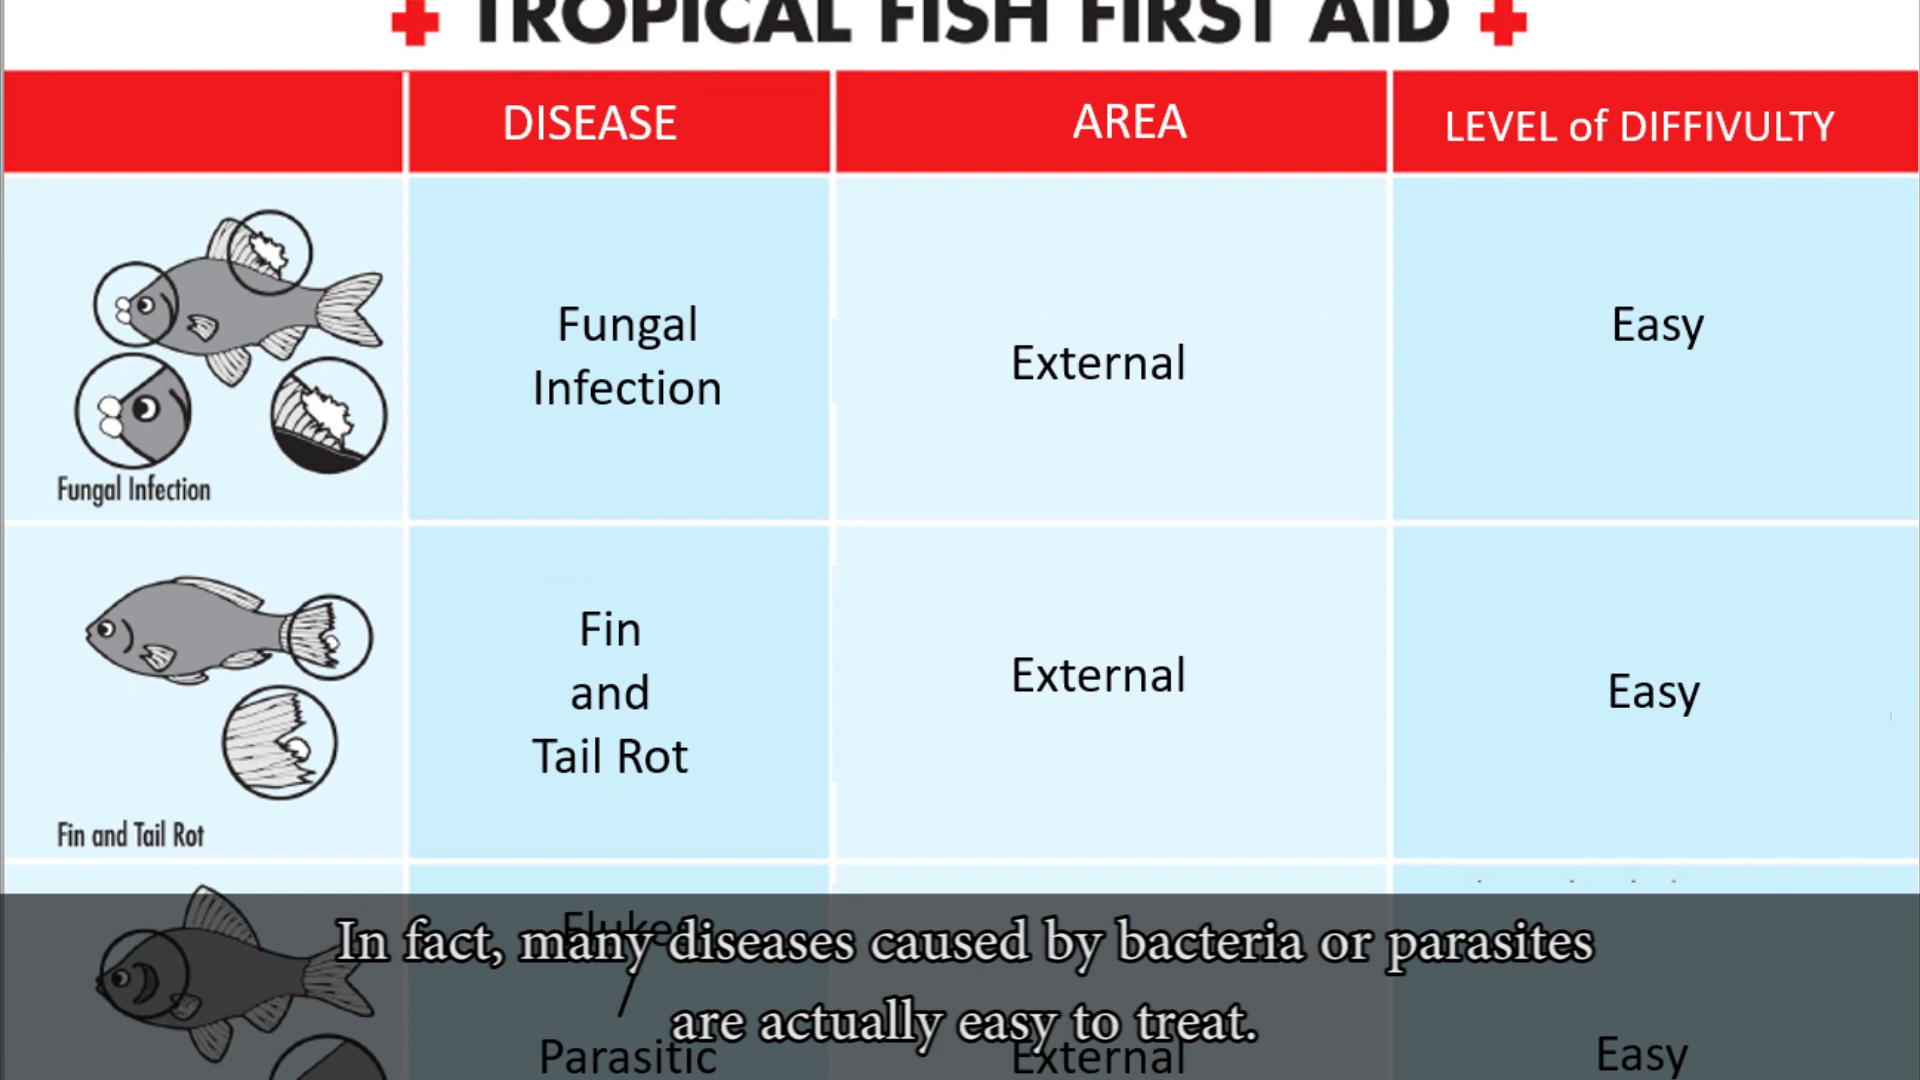 TROPICAL FISH FIRST AID
DISEASE AREA LEVEL of DIFFIVULTY
Fungal
Infection
External
Easy
Fungal Infection
Fin
and
Tail Rot
External
Easy
Fin and Tail Rot
In fact, many diseases caused by bacteria or parasites
are actually easy to treat.
/
Parasitic
External
Easy